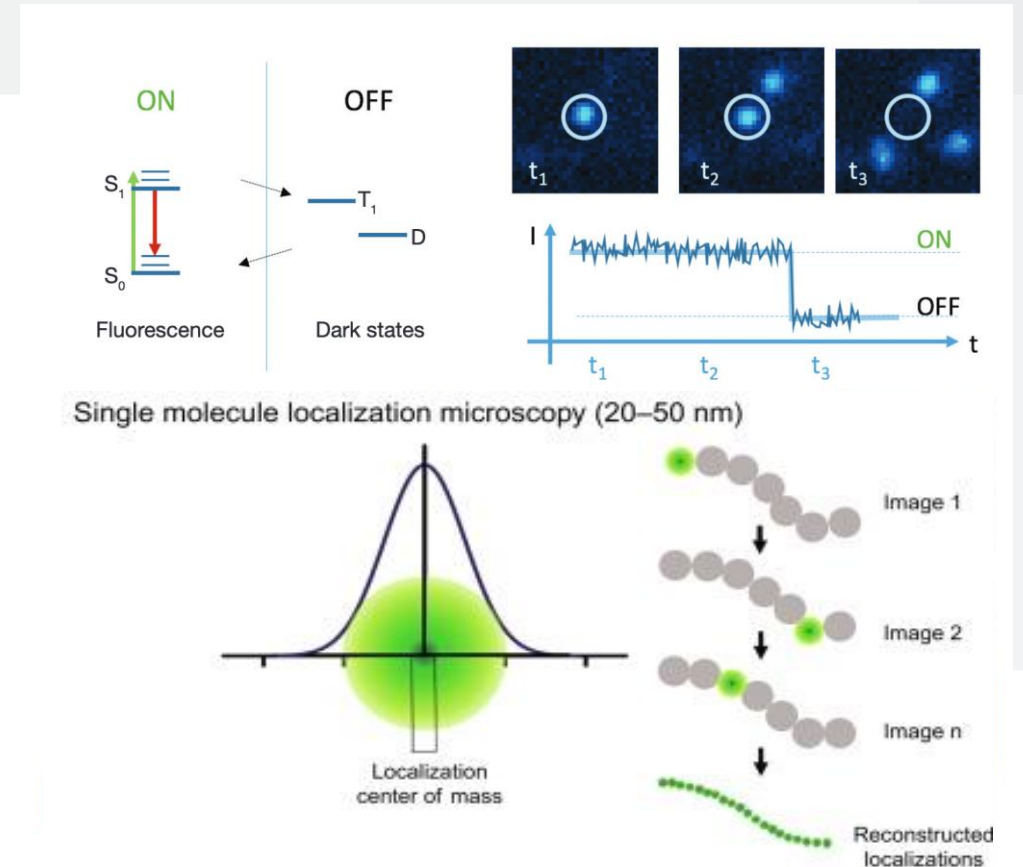 ON
OFF
S1
S0
T1
D
Fluorescence
Dark states
t1
t2
t3
I
ON
OFF
t
t1
t2
t3
Single molecule localization microscopy (20–50 nm)
Localization
center of mass
Image 1
Image 2
Image n
Reconstructed
localizations